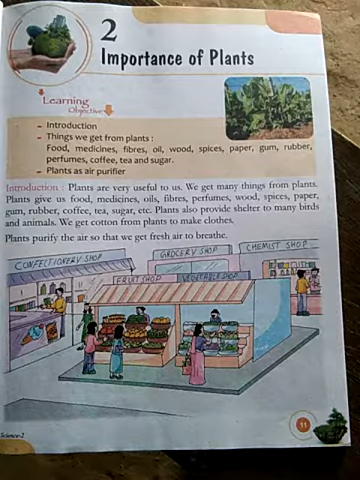 2
Importance of Plants
Learning
Objective
– Introduction
– Things we get from plants :
Food, medicines, fibres, oil, wood, spices, paper, gum, rubber,
perfumes, coffee, tea and sugar.
– Plants as air purifier
Introduction : Plants are very useful to us. We get many things from plants.
Plants give us food, medicines, oils, fibres, perfumes, wood, spices, paper,
gum, rubber, coffee, tea, sugar, etc. Plants also provide shelter to many birds
and animals. We get cotton from plants to make clothes.
Plants purify the air so that we get fresh air to breathe.
CONFECTIONERY SHOP
GROCERY SHOP
CHEMIST SHOP
FRUIT SHOP
VEGETABLE SHOP
Science-2
11